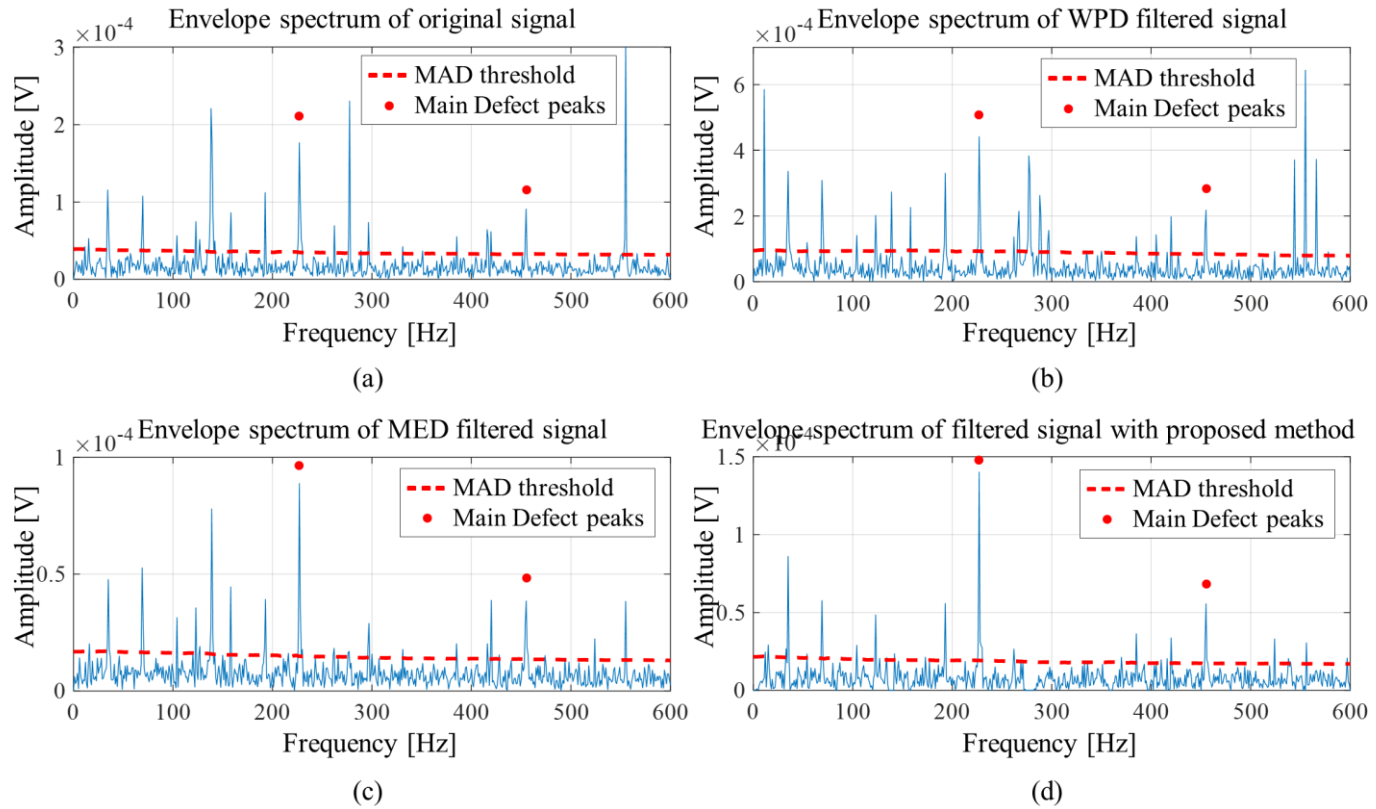 Envelope spectrum of original signal
×10-4
3
2
1
0
Amplitude [V]
MAD threshold
Main Defect peaks
0 100 200 300 400 500 600
Frequency [Hz]
(a)
Envelope spectrum of WPD filtered signal
×10-4
6
4
2
0
Amplitude [V]
MAD threshold
Main Defect peaks
0 100 200 300 400 500 600
Frequency [Hz]
(b)
Envelope spectrum of MED filtered signal
×10-4
1
0.5
0
Amplitude [V]
MAD threshold
Main Defect peaks
0 100 200 300 400 500 600
Frequency [Hz]
(c)
Envelope spectrum of filtered signal with proposed method
×10-4
1.5
1
0.5
0
Amplitude [V]
MAD threshold
Main Defect peaks
0 100 200 300 400 500 600
Frequency [Hz]
(d)